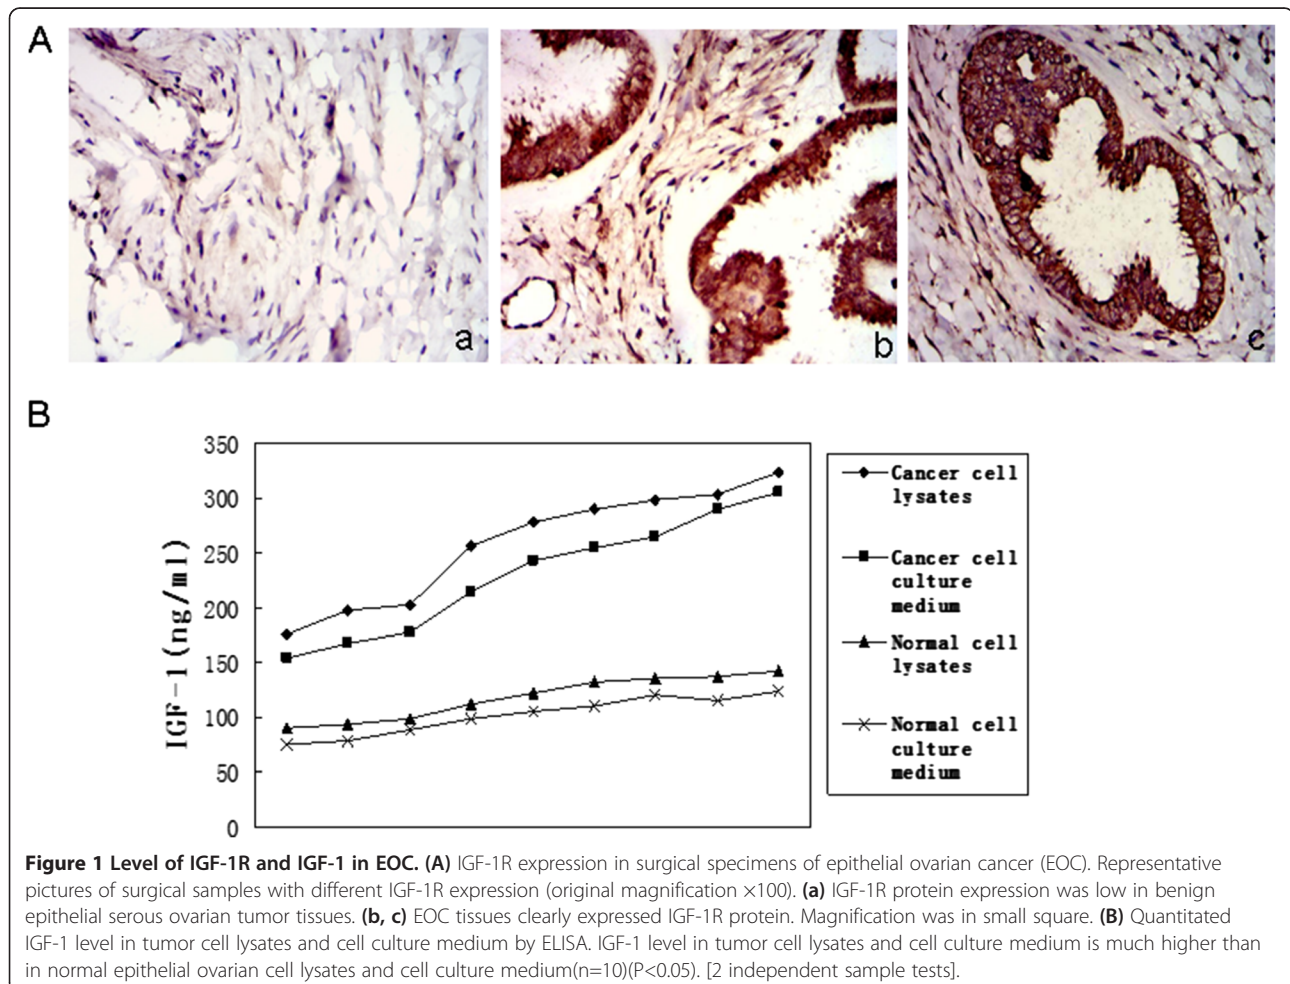 A
a
b
c
B
350
300
250
200
150
100
50
0
IGF-1(ng/ml)
Cancer cell
lysates
Cancer cell
culture
medium
Normal cell
lysates
Normal cell
culture
medium
Figure 1 Level of IGF-1R and IGF-1 in EOC. (A) IGF-1R expression in surgical specimens of epithelial ovarian cancer (EOC). Representative
pictures of surgical samples with different IGF-1R expression (original magnification ×100). (a) IGF-1R protein expression was low in benign
epithelial serous ovarian tumor tissues. (b, c) EOC tissues clearly expressed IGF-1R protein. Magnification was in small square. (B) Quantitated
IGF-1 level in tumor cell lysates and cell culture medium by ELISA. IGF-1 level in tumor cell lysates and cell culture medium is much higher than
in normal epithelial ovarian cell lysates and cell culture medium(n=10)(P<0.05). [2 independent sample tests].